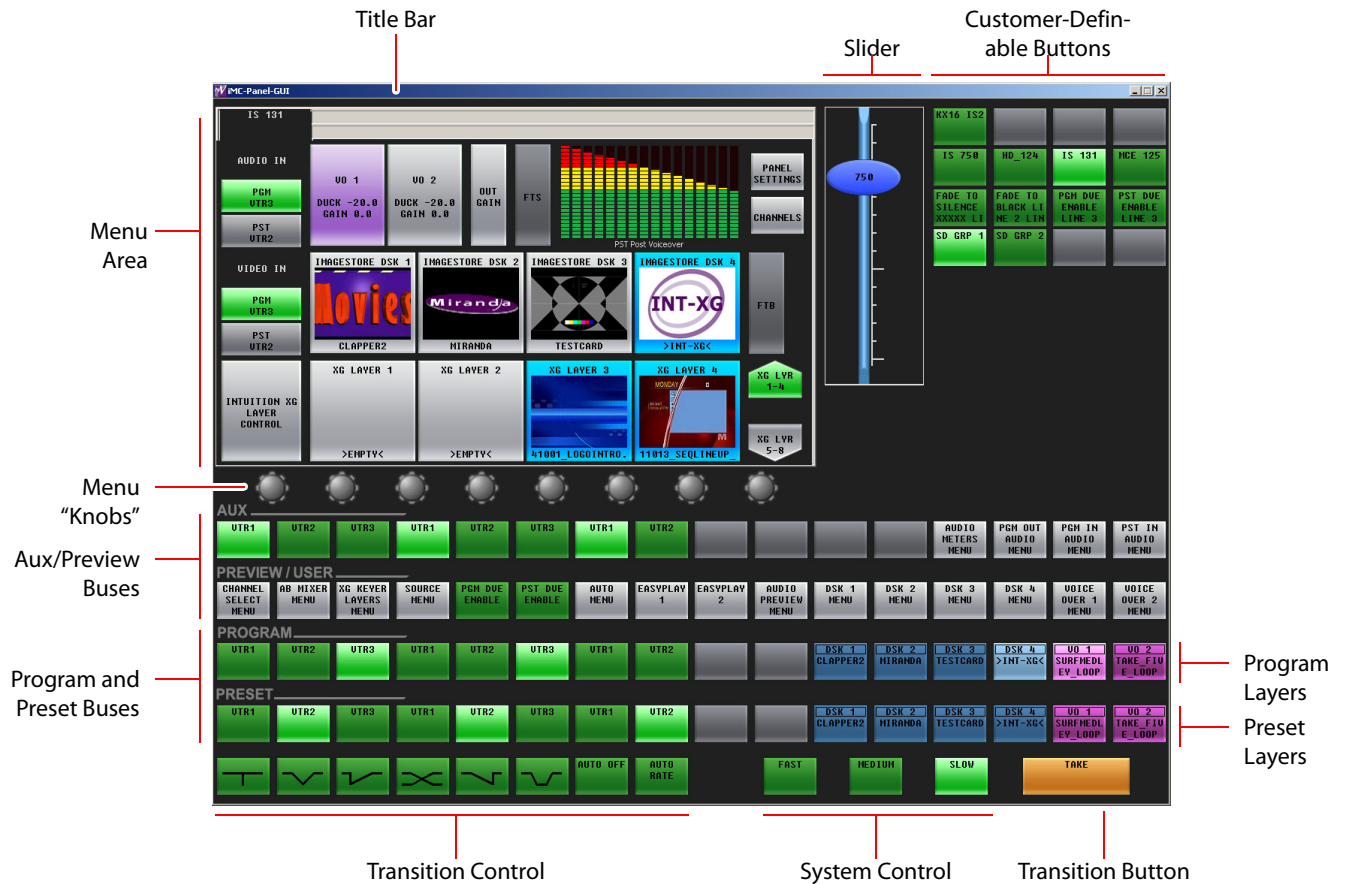 Title Bar
Customer-Defin-
able Buttons
Slider
iMC-Panel-GUI
IS 131
AUDIO IN
PGM
VTR3
PST
VTR2
VO 1
DUCK -20.0
GAIN 0.0
VO 2
DUCK -20.0
GAIN 0.0
OUT
GAIN
FTS
PST Post Voiceover
PANEL
SETTINGS
CHANNELS
750
KX16 IS2
IS 750
HD_124
IS 131
MCE 125
FADE TO
SILENCE
XXXXX LI
FADE TO
BLACK LI
NE 2 LIN
PGM DVE
ENABLE
LINE 3
PST DVE
ENABLE
LINE 3
SD GRP 1
SD GRP 2
Menu
Area
VIDEO IN
PGM
VTR3
PST
VTR2
IMAGESTORE DSK 1
Movies
CLAPPER2
IMAGESTORE DSK 2
Miranda
MIRANDA
IMAGESTORE DSK 3
TESTCARD
IMAGESTORE DSK 4
INT-XG
>INT-XG<
FTB
INTUITION XG
LAYER
CONTROL
XG LAYER 1
>EMPTY<
XG LAYER 2
>EMPTY<
XG LAYER 3
41001_LOGOINTRO.
XG LAYER 4
MONDAY
M
11013_SEQLINEUP_
XG LYR
1-4
XG LYR
5-8
Menu
“Knobs”
Aux/Preview
Buses
AUX
VTR1
VTR2
VTR3
VTR1
VTR2
VTR3
VTR1
VTR2
AUDIO
METERS
MENU
PGM OUT
AUDIO
MENU
PGM IN
AUDIO
MENU
PST IN
AUDIO
MENU
PREVIEW / USER
CHANNEL
SELECT
MENU
AB MIXER
MENU
XG KEYER
LAYERS
MENU
SOURCE
MENU
PGM DVE
ENABLE
PST DVE
ENABLE
AUTO
MENU
EASYPLAY
1
EASYPLAY
2
AUDIO
PREVIEW
MENU
DSK 1
MENU
DSK 2
MENU
DSK 3
MENU
DSK 4
MENU
VOICE
OVER 1
MENU
VOICE
OVER 2
MENU
Program and
Preset Buses
PROGRAM
VTR1
VTR2
VTR3
VTR1
VTR2
VTR3
VTR1
VTR2
DSK 1
CLAPPER2
DSK 2
MIRANDA
DSK 3
TESTCARD
DSK 4
>INT-XG<
VO 1
SURFMEDL
EY_LOOP
VO 2
TAKE_FIV
E_LOOP
Program
Layers
PRESET
VTR1
VTR2
VTR3
VTR1
VTR2
VTR3
VTR1
VTR2
DSK 1
CLAPPER2
DSK 2
MIRANDA
DSK 3
TESTCARD
DSK 4
>INT-XG<
VO 1
SURFMEDL
EY_LOOP
VO 2
TAKE_FIV
E_LOOP
Preset
Layers
AUTO OFF
AUTO
RATE
FAST
MEDIUM
SLOW
TAKE
Transition Control
System Control
Transition Button